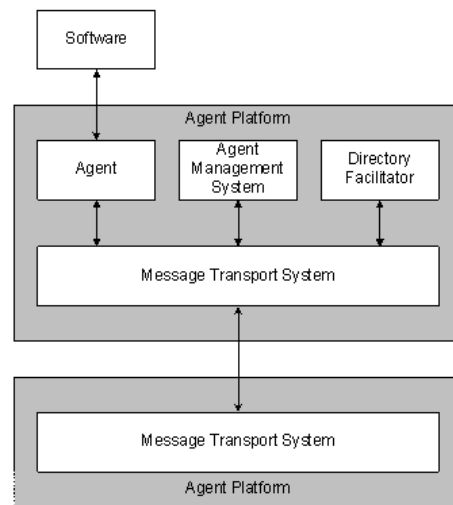 Software
Agent Platform
Agent
Agent
Management
System
Directory
Facilitator
Message Transport System
Message Transport System
Agent Platform